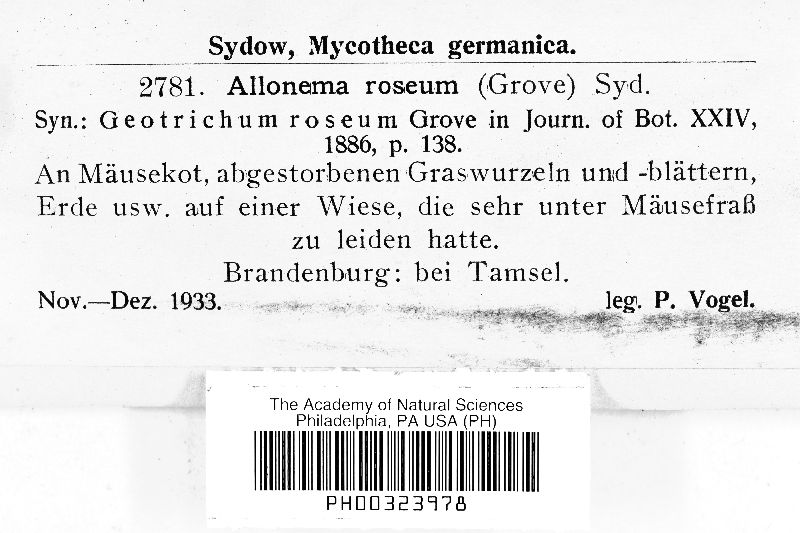 Sydow, Mycotheca germanica.
2781. Allonema roseum (Grove) Syd.
Syn.: Geotrichum roseum Grove in Journ. of Bot. XXIV,
1886, p. 138.
An Mäusekot, abgestorbenen Graswurzeln und -blättern,
Erde usw. auf einer Wiese, die sehr unter Mäusefraß
zu leiden hatte.
Brandenburg: bei Tamsel.
Nov.—Dez. 1933. leg. P. Vogel.
The Academy of Natural Sciences
Philadelphia, PA USA (PH)
PH00323978